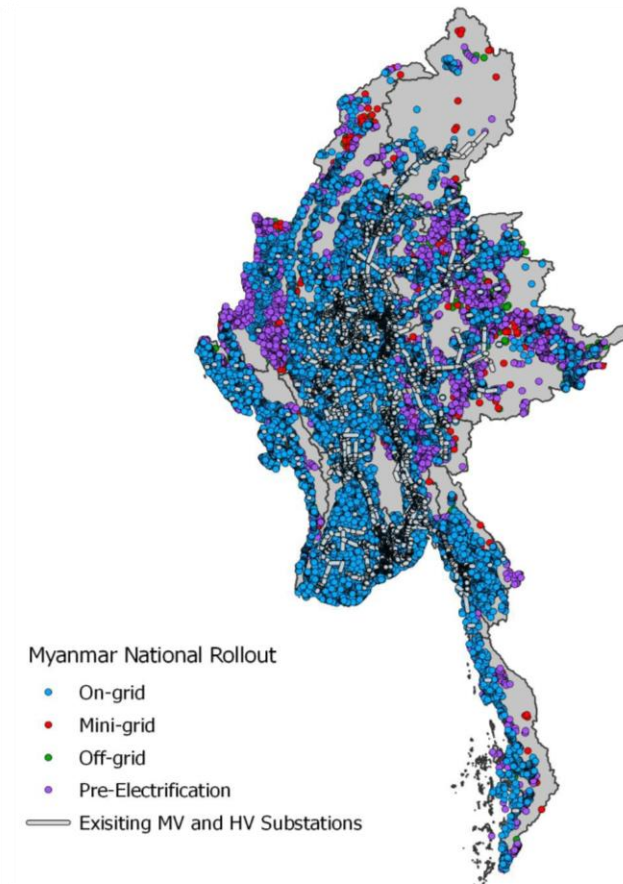 Myanmar National Rollout
On-grid
Mini-grid
Off-grid
Pre-Electrification
Exisiting MV and HV Substations